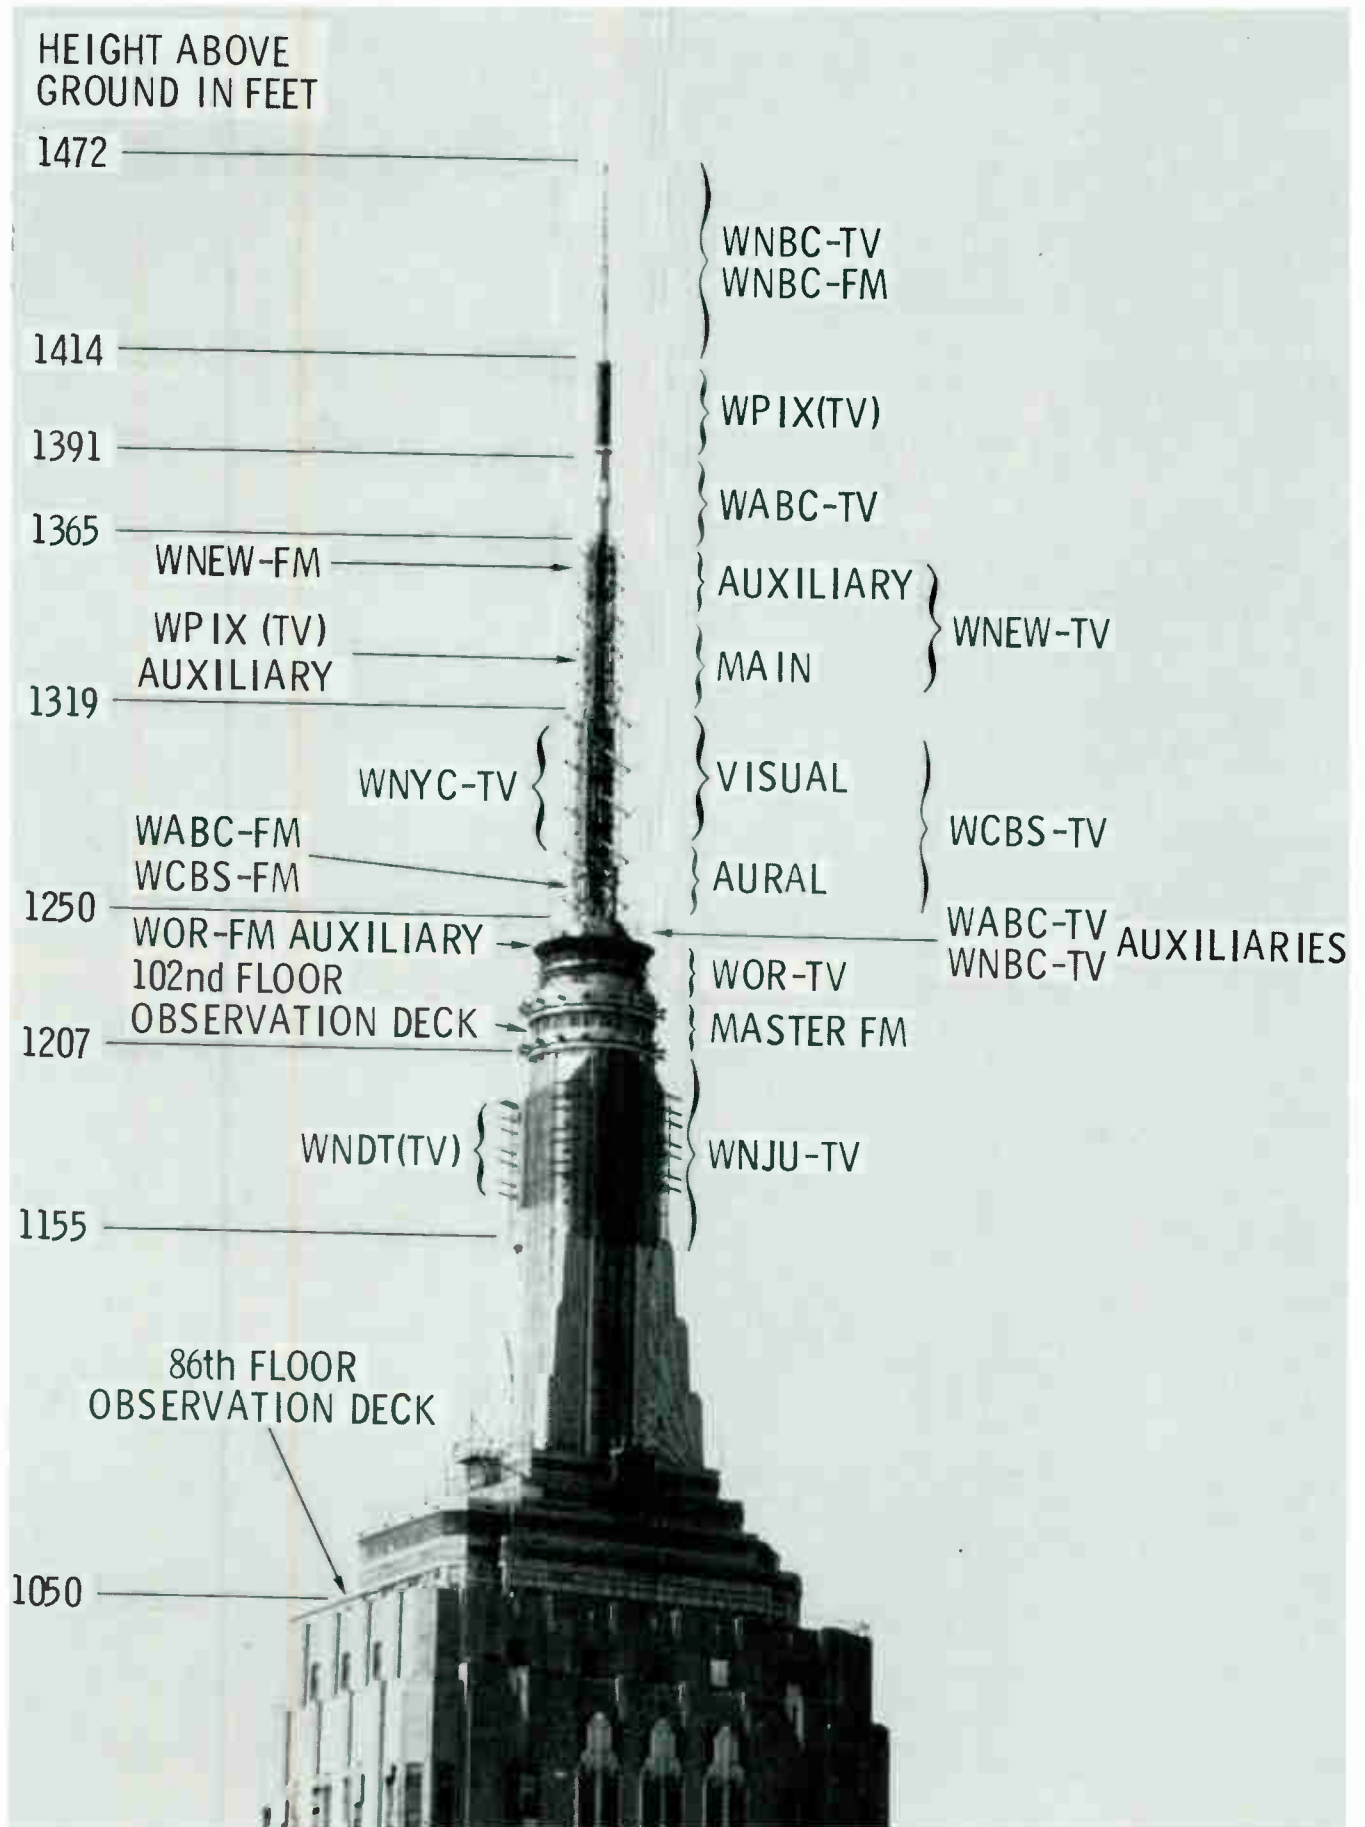 HEIGHT ABOVE
GROUND IN FEET
1472
WNBC-TV
WNBC-FM
1414
WPIX(TV)
1391
WABC-TV
1365
WNEW-FM
AUXILIARY
WNEW-TV
WPIX (TV)
AUXILIARY
MAIN
1319
WNYC-TV
VISUAL
WCBS-TV
WABC-FM
WCBS-FM
AURAL
1250
WABC-TV
WNBC-TV
AUXILIARIES
WOR-FM AUXILIARY
102nd FLOOR
OBSERVATION DECK
WOR-TV
MASTER FM
1207
WNDT(TV)
WNJU-TV
1155
86th FLOOR
OBSERVATION DECK
1050